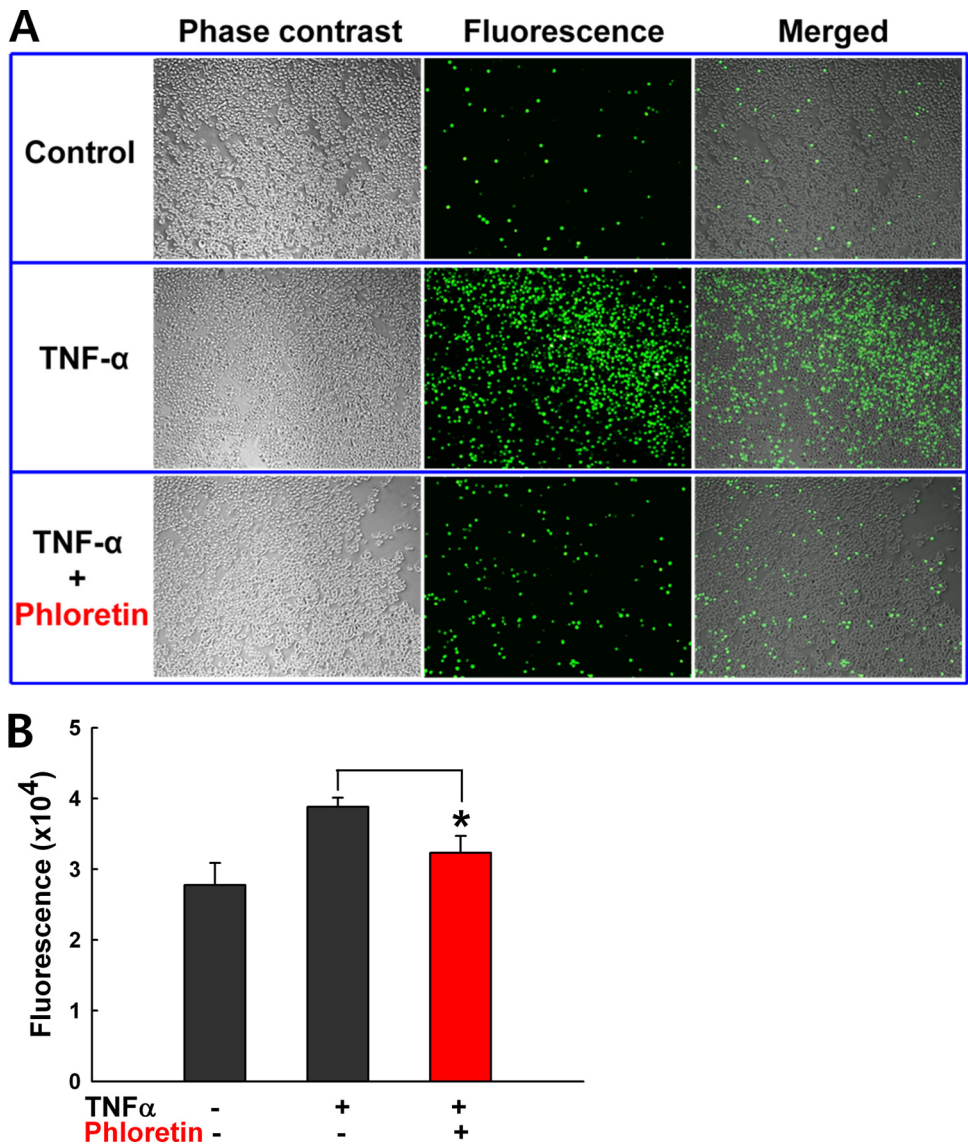 A
Phase contrast Fluorescence Merged
Control
TNF-α
TNF-α
+
Phloretin
B
Fluorescence (x10⁴)
5
4
3
2
1
0
*
TNFα - + +
Phloretin - - +